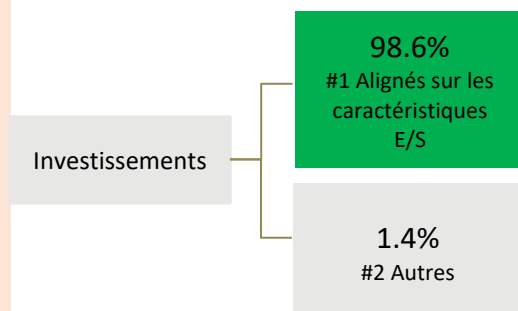 98.6%
#1 Alignés sur les
caractéristiques
E/S
Investissements
1.4%
#2 Autres